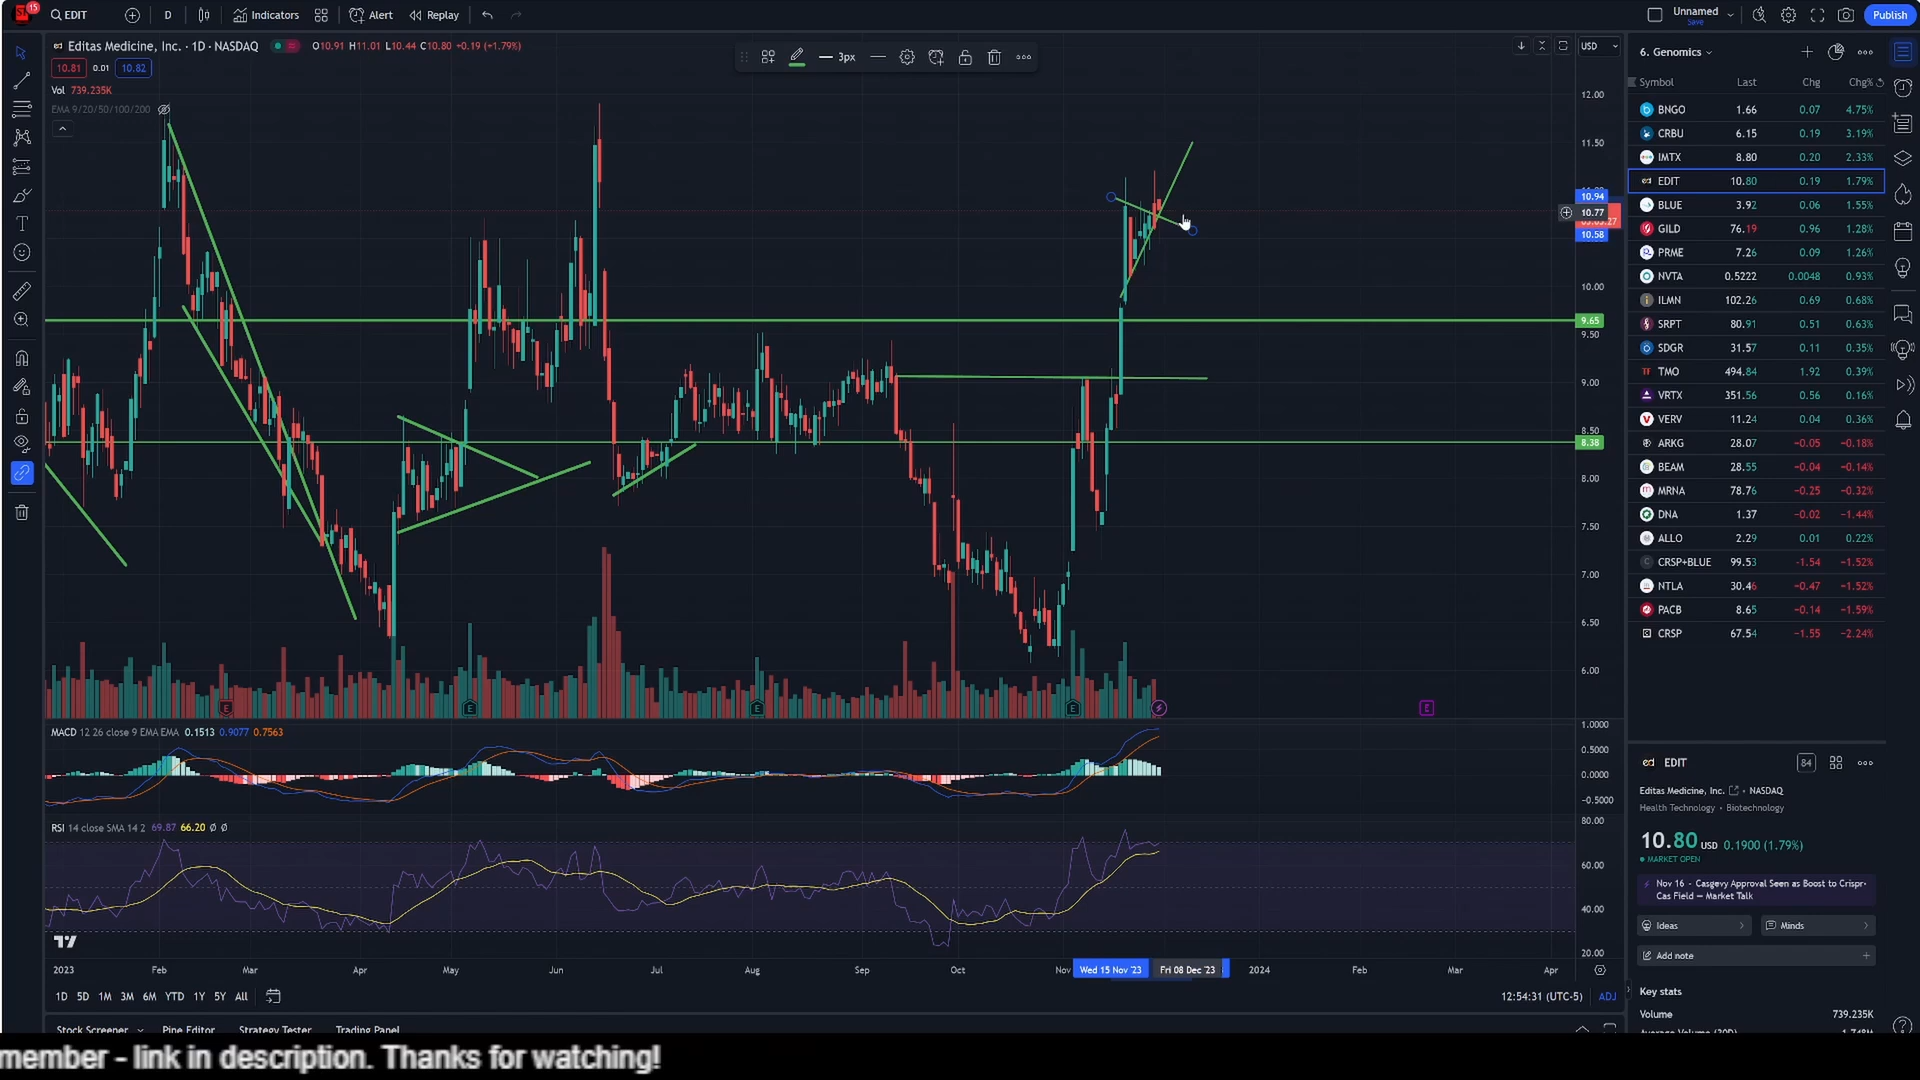 15
EDIT
D
Indicators
Alert
Replay
Unnamed
Save
Publish
Editas Medicine, Inc. · 1D · NASDAQ
O10.91 H11.01 L10.44 C10.80 +0.19 (+1.79%)
10.81
0.01
10.82
Vol 739.235K
EMA 9/20/50/100/200
3px
USD
12.00
11.50
10.94
10.77
10.58
10.00
9.65
9.50
9.00
8.50
8.38
8.00
7.50
7.00
6.50
6.00
E
E
E
E
E
MACD 12 26 close 9 EMA EMA 0.1513 0.9077 0.7563
1.0000
0.5000
0.0000
-0.5000
RSI 14 close SMA 14 2 69.87 66.20 Ø Ø
80.00
60.00
40.00
20.00
2023
Feb
Mar
Apr
May
Jun
Jul
Aug
Sep
Oct
Nov
Wed 15 Nov '23
Fri 08 Dec '23
2024
Feb
Mar
Apr
1D 5D 1M 3M 6M YTD 1Y 5Y All
12:54:31 (UTC-5)
ADJ
Stock Screener
Pine Editor
Strategy Tester
Trading Panel
6. Genomics
Symbol Last Chg Chg%
BNGO 1.66 0.07 4.75%
CRBU 6.15 0.19 3.19%
IMTX 8.80 0.20 2.33%
EDIT 10.80 0.19 1.79%
BLUE 3.92 0.06 1.55%
GILD 76.19 0.96 1.28%
PRME 7.26 0.09 1.26%
NVTA 0.5222 0.0048 0.93%
ILMN 102.26 0.69 0.68%
SRPT 80.91 0.51 0.63%
SDGR 31.57 0.11 0.35%
TMO 494.84 1.92 0.39%
VRTX 351.56 0.56 0.16%
VERV 11.24 0.04 0.36%
ARKG 28.07 -0.05 -0.18%
BEAM 28.55 -0.04 -0.14%
MRNA 78.76 -0.25 -0.32%
DNA 1.37 -0.02 -1.44%
ALLO 2.29 0.01 0.22%
CRSP+BLUE 99.53 -1.54 -1.52%
NTLA 30.46 -0.47 -1.52%
PACB 8.65 -0.14 -1.59%
CRSP 67.54 -1.55 -2.24%
EDIT
84
Editas Medicine, Inc. · NASDAQ
Health Technology · Biotechnology
10.80 USD 0.1900 (1.79%)
MARKET OPEN
Nov 16 - Casgevy Approval Seen as Boost to Crispr-
Cas Field — Market Talk
Ideas
Minds
Add note
Key stats
Volume 739.235K
member - link in description. Thanks for watching!